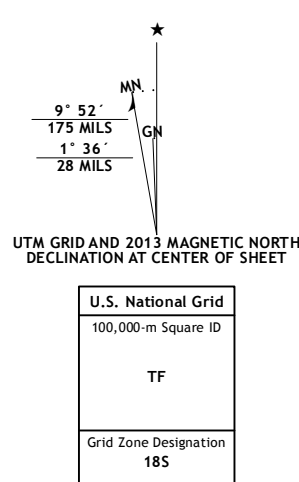 MN
9° 52´
175 MILS
GN
1° 36´
28 MILS
UTM GRID AND 2013 MAGNETIC NORTH
DECLINATION AT CENTER OF SHEET
U.S. National Grid
100,000-m Square ID
TF
Grid Zone Designation
18S